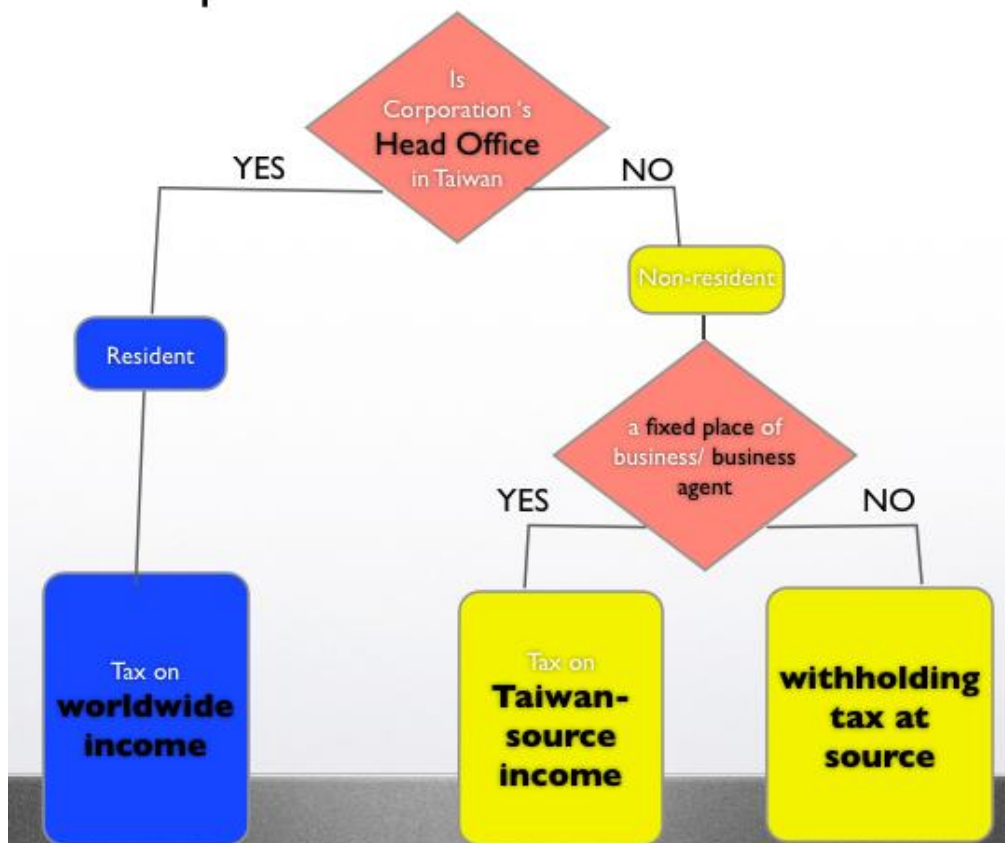 Is
Corporation 's
Head Office
in Taiwan
YES
NO
Non-resident
Resident
a fixed place of
business/ business
agent
YES
NO
Tax on
worldwide
income
Tax on
Taiwan-
source
income
withholding
tax at
source